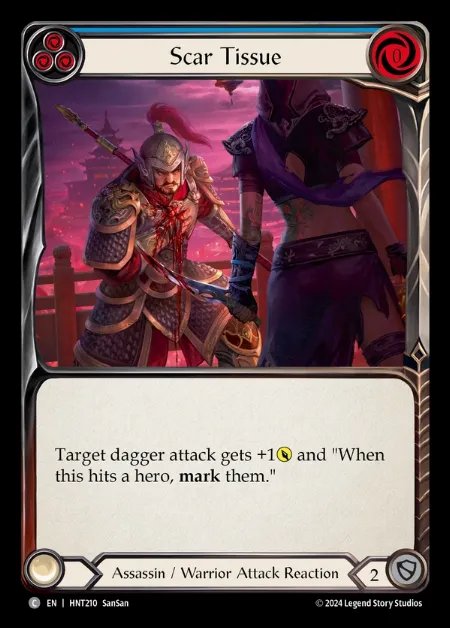 Scar Tissue
0
Target dagger attack gets +1 and "When
this hits a hero, mark them."
Assassin / Warrior Attack Reaction
2
C EN | HNT210 SanSan
© 2024 Legend Story Studios